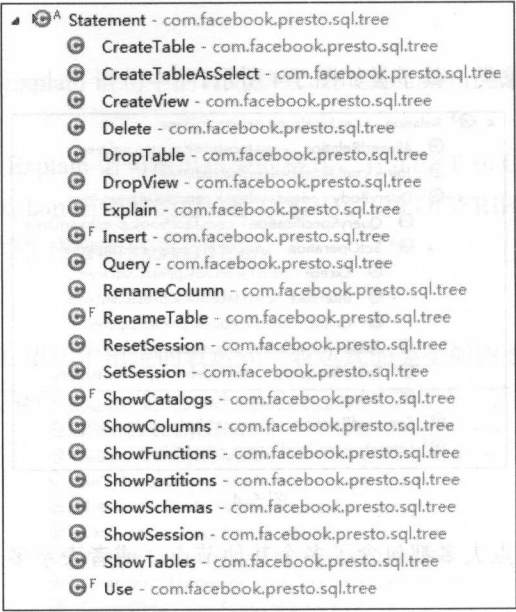 Statement - com.facebook.presto.sql.tree
CreateTable - com.facebook.presto.sql.tree
CreateTableAsSelect - com.facebook.presto.sql.tree
CreateView - com.facebook.presto.sql.tree
Delete - com.facebook.presto.sql.tree
DropTable - com.facebook.presto.sql.tree
DropView - com.facebook.presto.sql.tree
Explain - com.facebook.presto.sql.tree
F Insert - com.facebook.presto.sql.tree
Query - com.facebook.presto.sql.tree
RenameColumn - com.facebook.presto.sql.tree
F RenameTable - com.facebook.presto.sql.tree
ResetSession - com.facebook.presto.sql.tree
SetSession - com.facebook.presto.sql.tree
F ShowCatalogs - com.facebook.presto.sql.tree
ShowColumns - com.facebook.presto.sql.tree
ShowFunctions - com.facebook.presto.sql.tree
ShowPartitions - com.facebook.presto.sql.tree
ShowSchemas - com.facebook.presto.sql.tree
ShowSession - com.facebook.presto.sql.tree
ShowTables - com.facebook.presto.sql.tree
F Use - com.facebook.presto.sql.tree